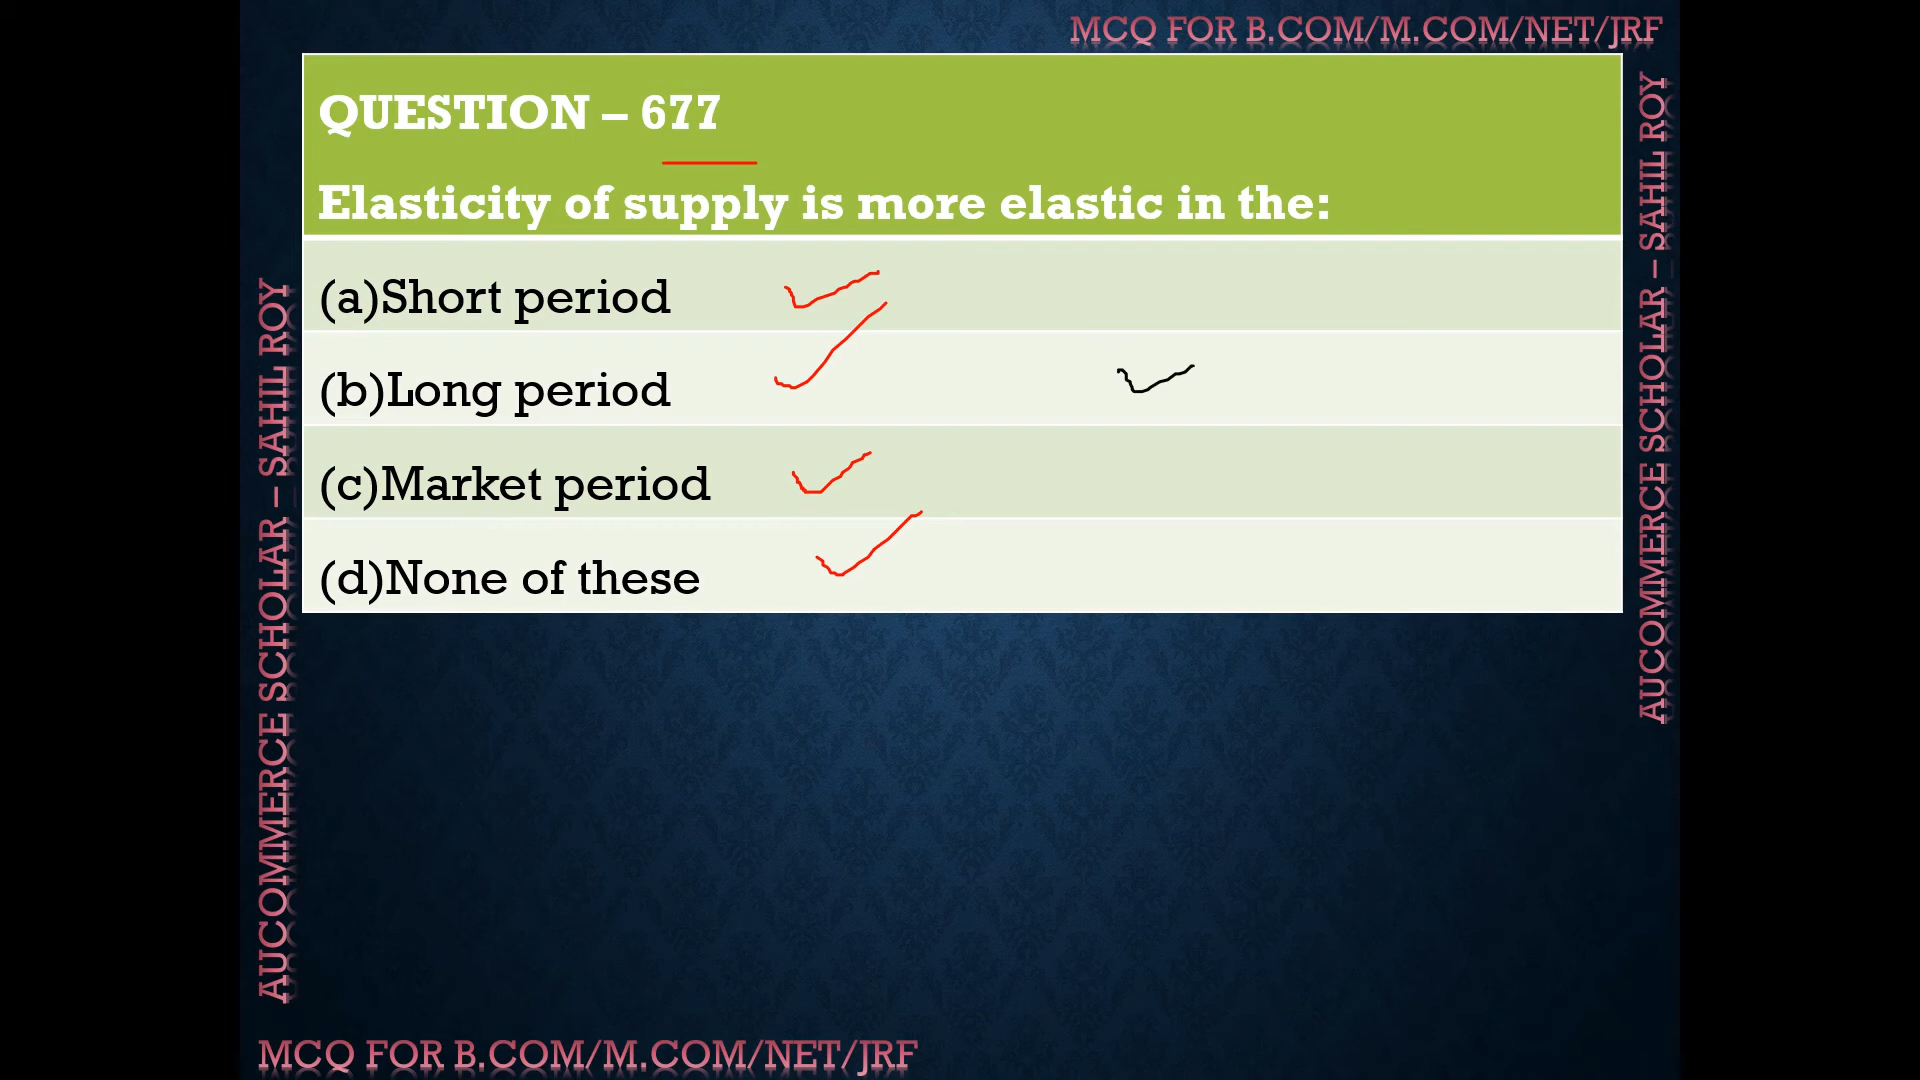 MCQ FOR B.COM/M.COM/NET/JRF
QUESTION – 677
Elasticity of supply is more elastic in the:
(a)Short period
(b)Long period
(c)Market period
(d)None of these
AUCOMMERCE SCHOLAR – SAHIL ROY
AUCOMMERCE SCHOLAR – SAHIL ROY
MCQ FOR B.COM/M.COM/NET/JRF